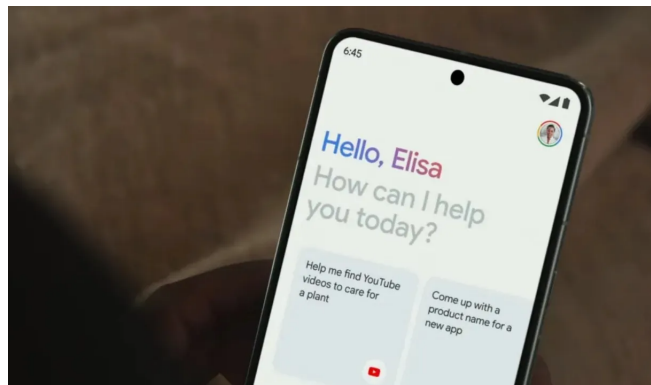 6:45
Hello, Elisa
How can I help
you today?
Help me find YouTube
videos to care for
a plant
Come up with a
product name for a
new app